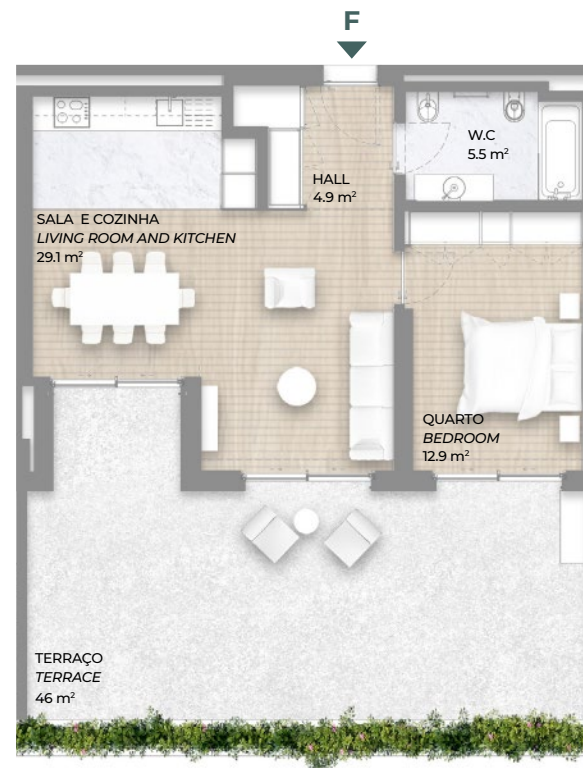 F
W.C
5.5 m²
HALL
4.9 m²
SALA E COZINHA
LIVING ROOM AND KITCHEN
29.1 m²
QUARTO
BEDROOM
12.9 m²
TERRAÇO
TERRACE
46 m²